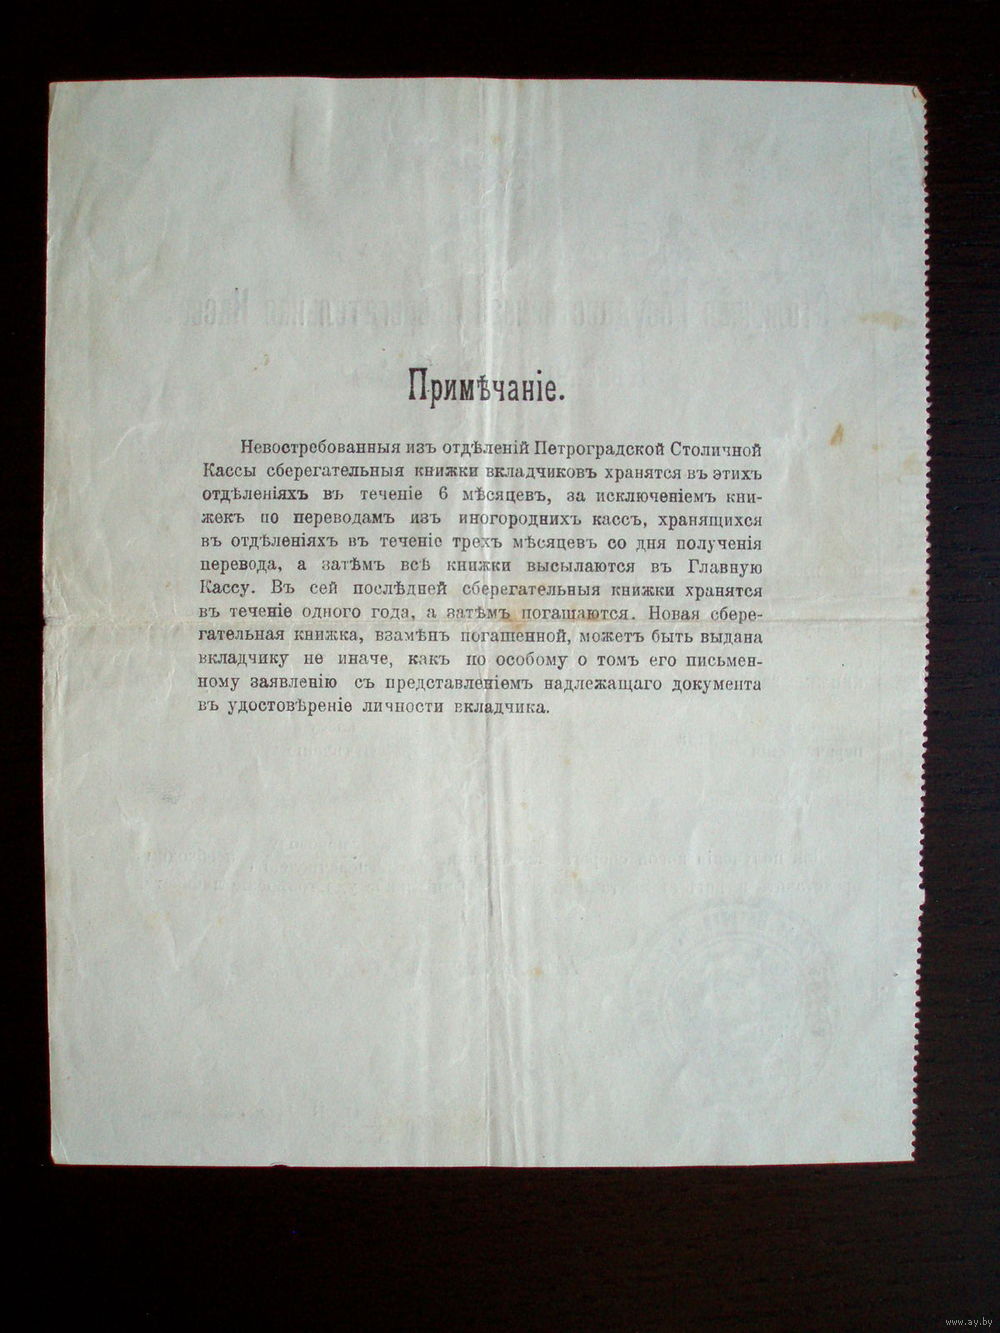 Примѣчаніе.
Невостребованныя изъ отдѣленій Петроградской Столичной
Кассы сберегательныя книжки вкладчиковъ хранятся въ этихъ
отдѣленіяхъ въ теченіе 6 мѣсяцевъ, за исключеніемъ кни-
жекъ по переводамъ изъ иногороднихъ кассъ, хранящихся
въ отдѣленіяхъ въ теченіе трехъ мѣсяцевъ со дня полученія
перевода, а затѣмъ всѣ книжки высылаются въ Главную
Кассу. Въ сей послѣдней сберегательныя книжки хранятся
въ теченіе одного года, а затѣмъ погашаются. Новая сбере-
гательная книжка, взамѣнъ погашенной, можетъ быть выдана
вкладчику не иначе, какъ по особому о томъ его письмен-
ному заявленію съ представленіемъ надлежащаго документа
въ удостовѣреніе личности вкладчика.
www.ay.by